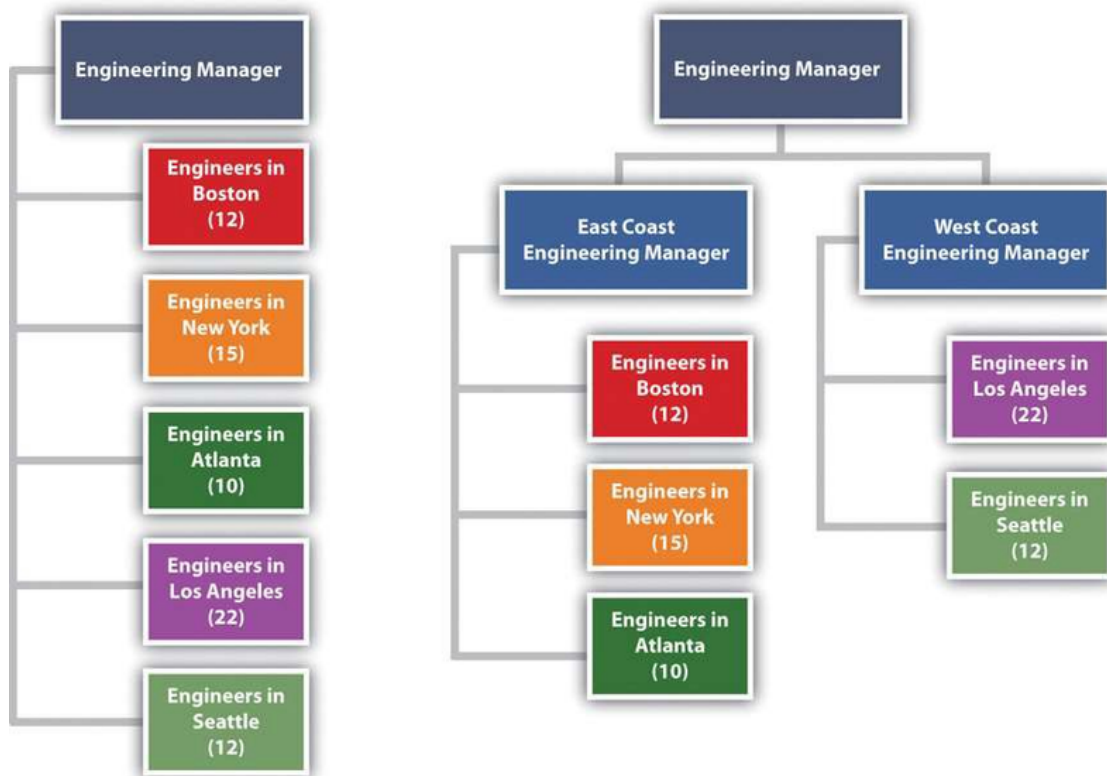 Engineering Manager
Engineers in
Boston
(12)
Engineers in
New York
(15)
Engineers in
Atlanta
(10)
Engineers in
Los Angeles
(22)
Engineers in
Seattle
(12)
Engineering Manager
East Coast
Engineering Manager
Engineers in
Boston
(12)
Engineers in
New York
(15)
Engineers in
Atlanta
(10)
West Coast
Engineering Manager
Engineers in
Los Angeles
(22)
Engineers in
Seattle
(12)